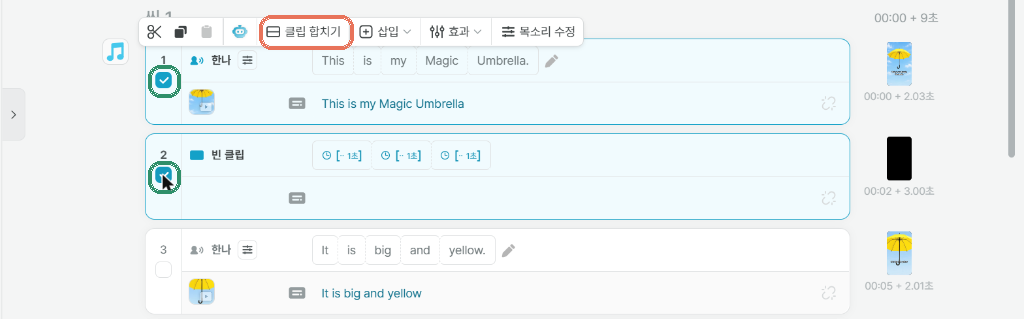 씬 1
00:00 + 9초
클립 합치기 삽입 효과 목소리 수정
1 한나 This is my Magic Umbrella.
This is my Magic Umbrella
00:00 + 2.03초
2 빈 클립 [·· 1초] [·· 1초] [·· 1초]
00:02 + 3.00초
3 한나 It is big and yellow.
It is big and yellow
00:05 + 2.01초